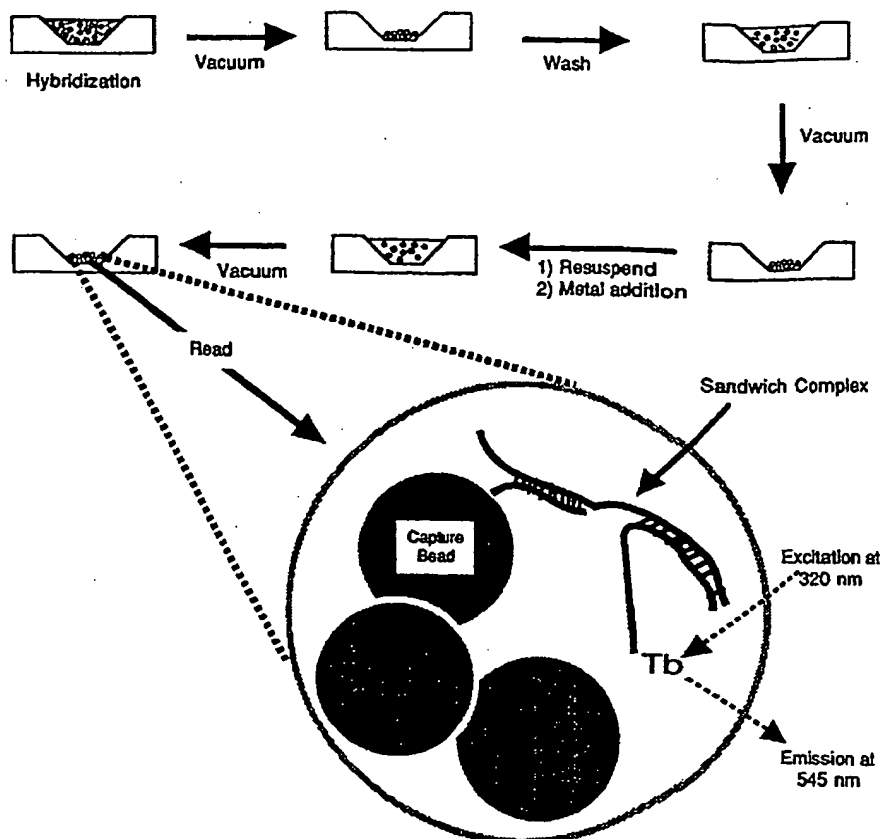 Hybridization
Vacuum
Wash
Vacuum
1) Resuspend
2) Metal addition
Vacuum
Read
Sandwich Complex
Capture
Bead
Excitation at
320 nm
Tb
Emission at
545 nm